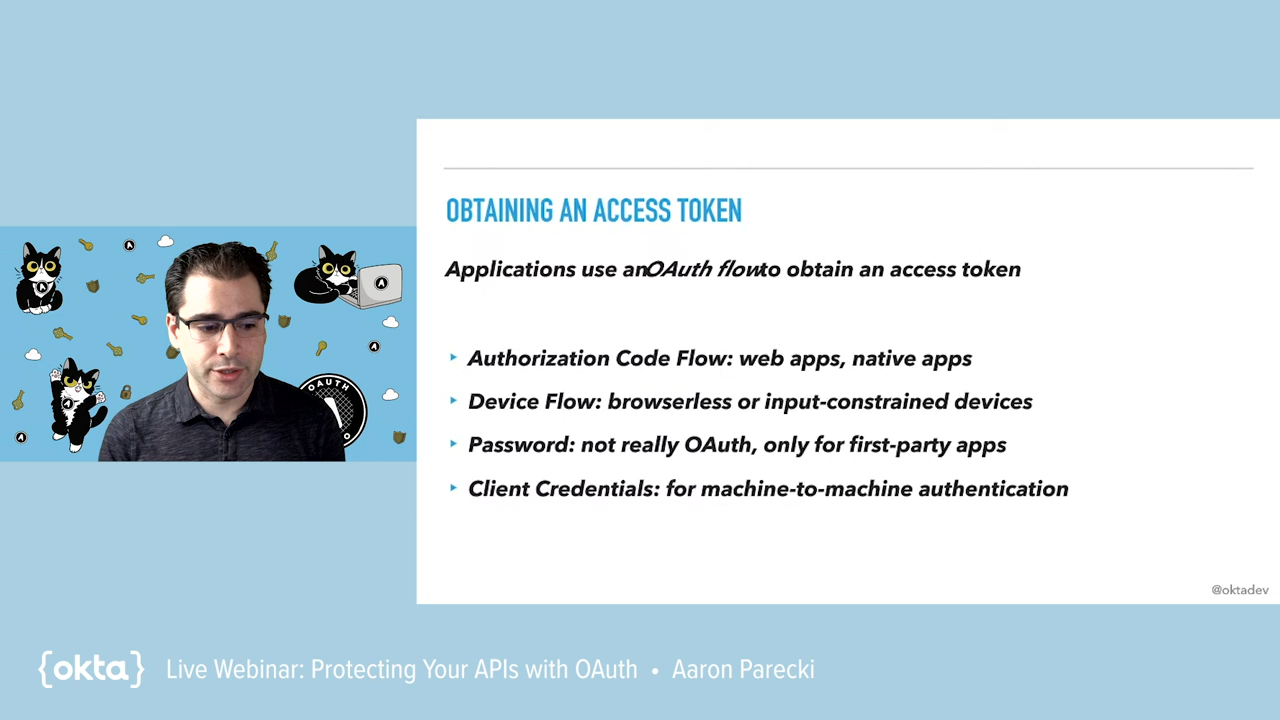 OBTAINING AN ACCESS TOKEN
Applications use an OAuth flow to obtain an access token
Authorization Code Flow: web apps, native apps
Device Flow: browserless or input-constrained devices
Password: not really OAuth, only for first-party apps
Client Credentials: for machine-to-machine authentication
@oktadev
OAUTH
{okta} Live Webinar: Protecting Your APIs with OAuth • Aaron Parecki